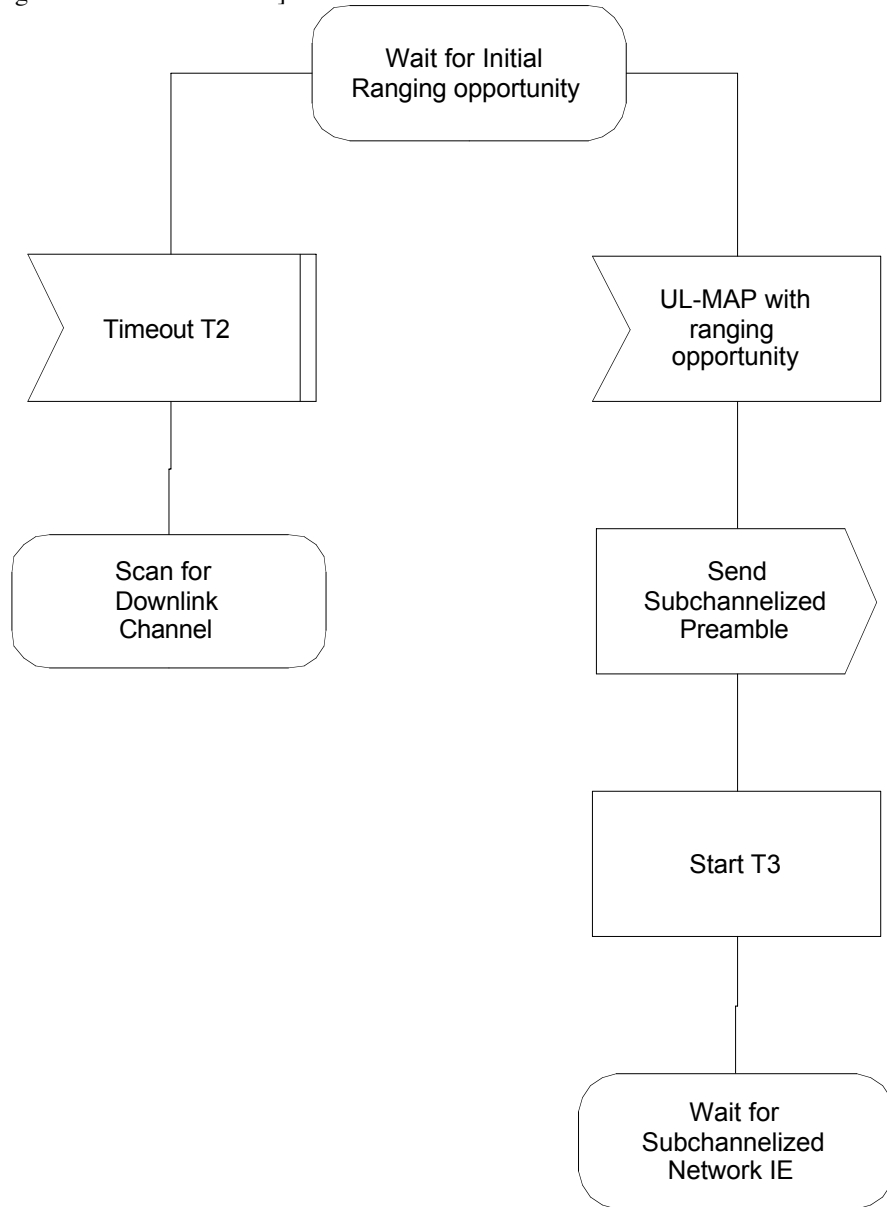 Wait for Initial
Ranging opportunity
Timeout T2
UL-MAP with
ranging
opportunity
Scan for
Downlink
Channel
Send
Subchannelized
Preamble
Start T3
Wait for
Subchannelized
Network IE